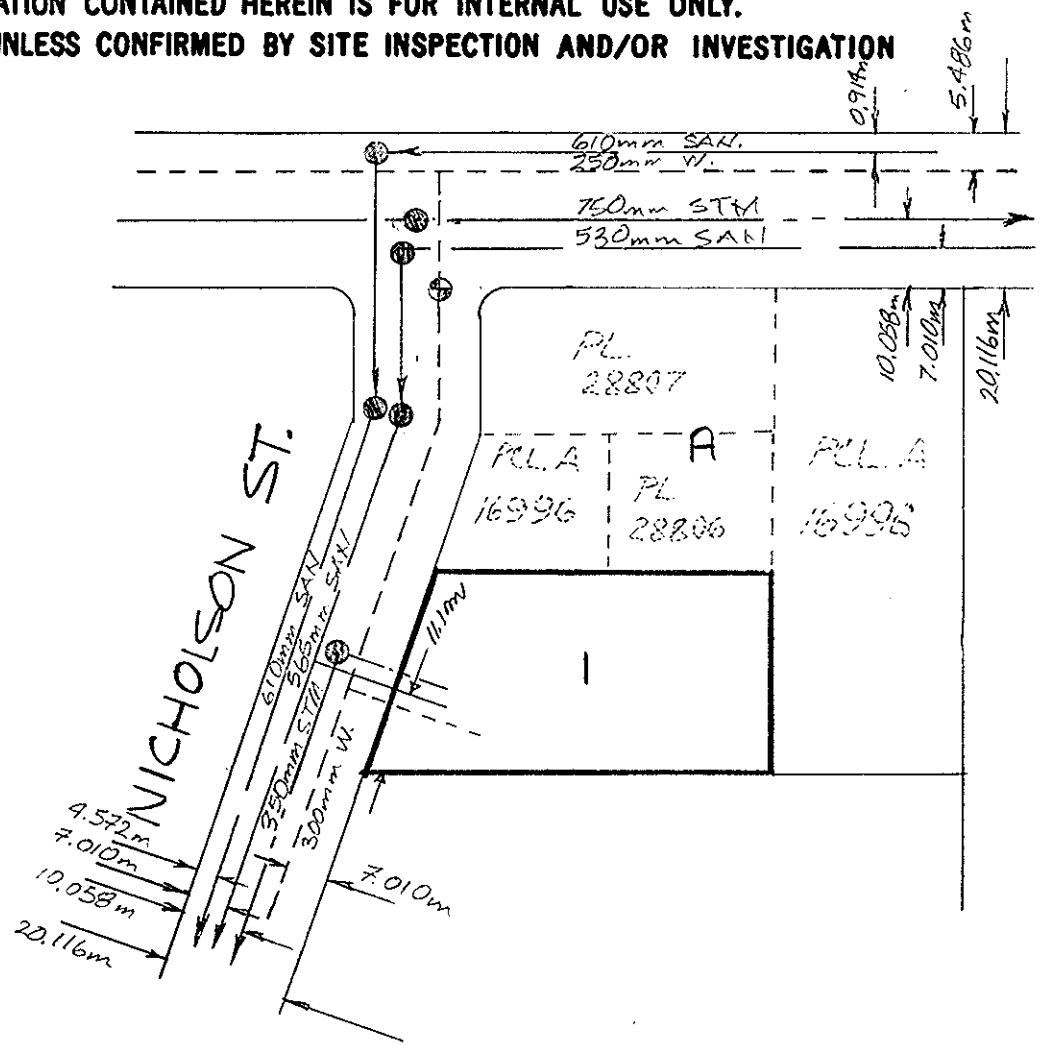 ATION CONTAINED HEREIN IS FOR INTERNAL USE ONLY.
UNLESS CONFIRMED BY SITE INSPECTION AND/OR INVESTIGATION
0.914m
5.486m
610mm SAN.
250mm W.
750mm STM
530mm SAN
10.058m
7.010m
20.116m
PL.
28807
A
PCL. A
16996
PL
28806
PCL. A
16996
NICHOLSON ST.
610mm SAN
565mm SAN
350mm STM
300mm W.
11.1m
1
4.572m
7.010m
10.058m
20.116m
7.010m